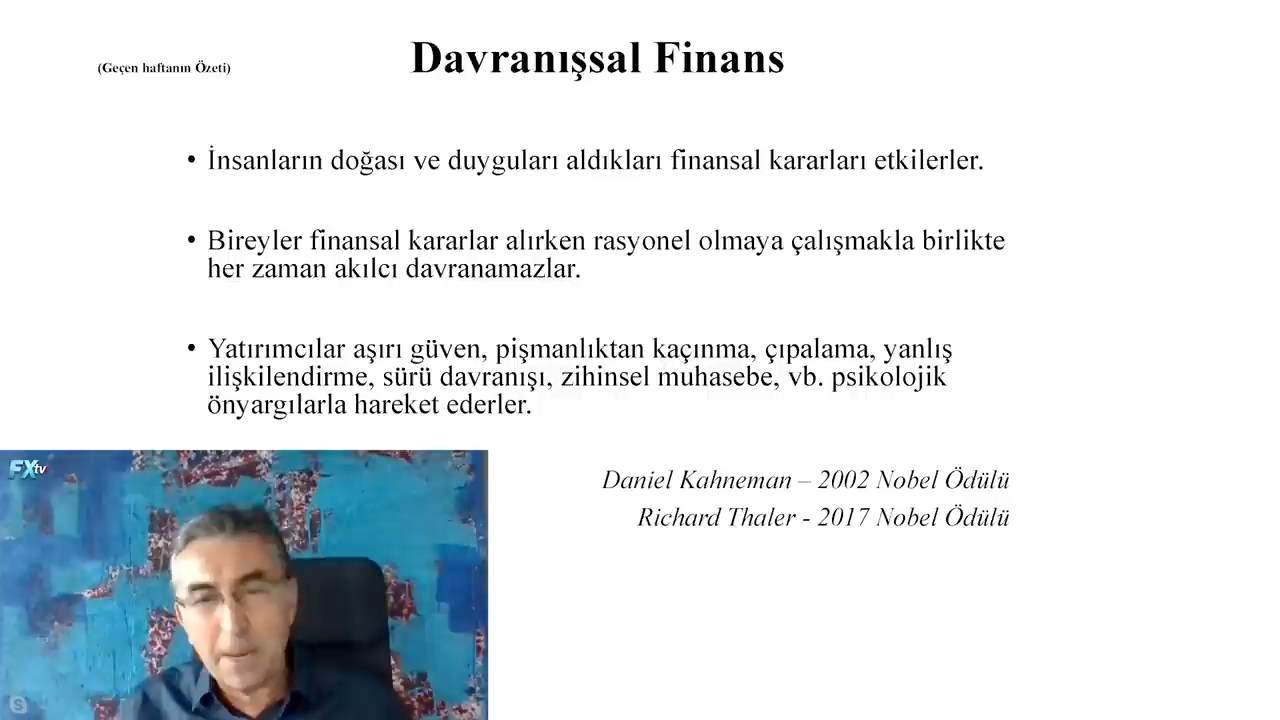 (Geçen haftanın Özeti)
Davranışsal Finans
• İnsanların doğası ve duyguları aldıkları finansal kararları etkilerler.
• Bireyler finansal kararlar alırken rasyonel olmaya çalışmakla birlikte
her zaman akılcı davranamazlar.
• Yatırımcılar aşırı güven, pişmanlıktan kaçınma, çıpalama, yanlış
ilişkilendirme, sürü davranışı, zihinsel muhasebe, vb. psikolojik
önyargılarla hareket ederler.
FXtv
Daniel Kahneman – 2002 Nobel Ödülü
Richard Thaler - 2017 Nobel Ödülü
S